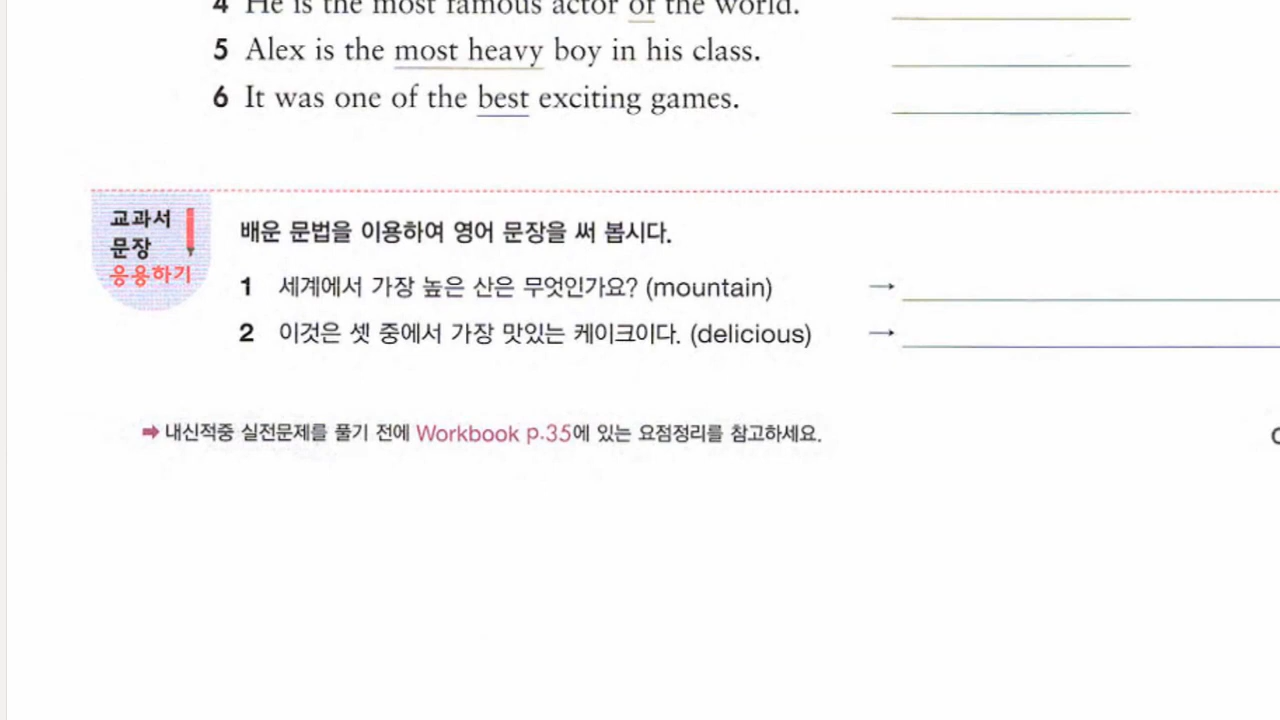 4 He is the most famous actor of the world.
5 Alex is the most heavy boy in his class.
6 It was one of the best exciting games.
교과서
문장
응용하기
배운 문법을 이용하여 영어 문장을 써 봅시다.
1 세계에서 가장 높은 산은 무엇인가요? (mountain) →
2 이것은 셋 중에서 가장 맛있는 케이크이다. (delicious) →
➡ 내신적중 실전문제를 풀기 전에 Workbook p.35에 있는 요점정리를 참고하세요.